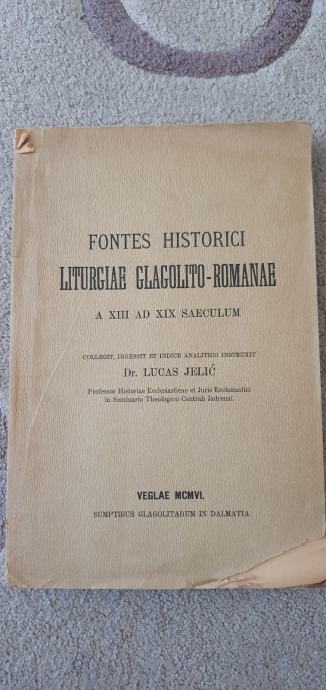 FONTES HISTORICI
LITURGIAE GLAGOLITO-ROMANAE
A XIII AD XIX SAECULUM
COLLEGIT, DIGESSIT ET INDICE ANALITICO INSTRUXIT
Dr. LUCAS JELIĆ
Professor Historiae Ecclesiasticae et Juris Ecclesiastici
in Seminario Theologico Centrali Jadrensi.
VEGLAE MCMVI.
SUMPTIBUS GLAGOLITARUM IN DALMATIA